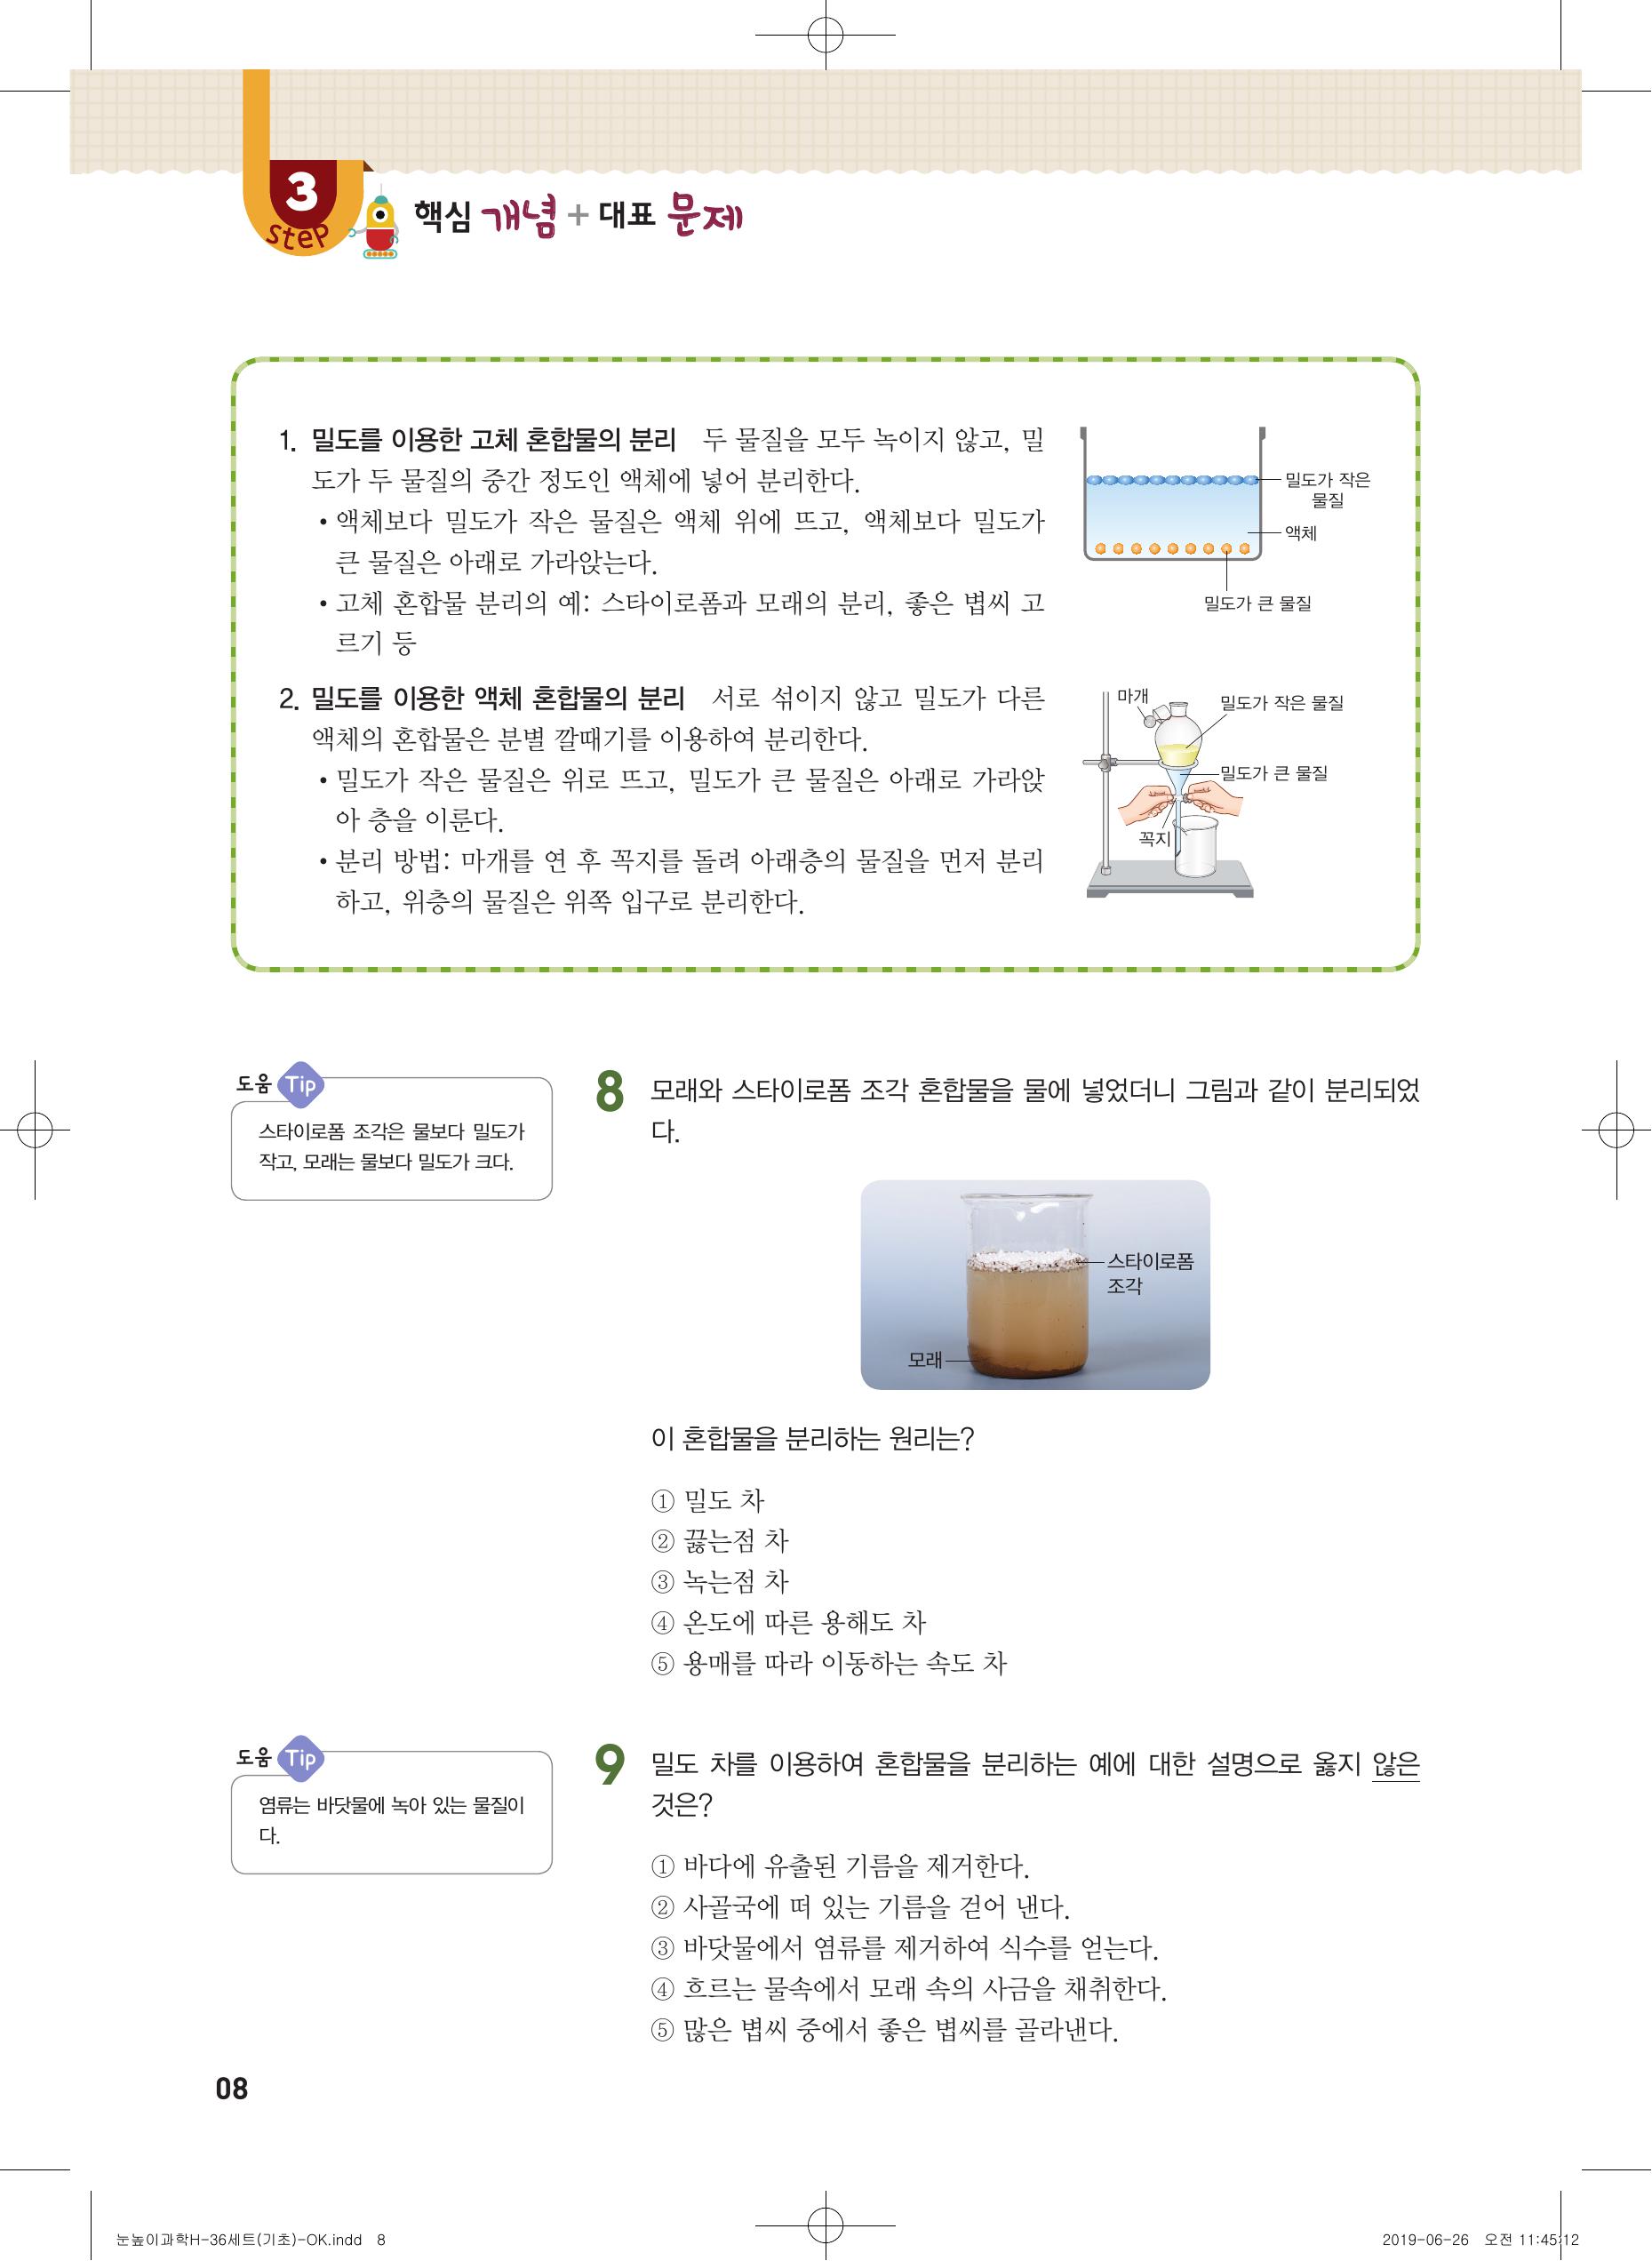 3
step
핵심 개념 + 대표 문제
1. 밀도를 이용한 고체 혼합물의 분리 두 물질을 모두 녹이지 않고, 밀
도가 두 물질의 중간 정도인 액체에 넣어 분리한다.
• 액체보다 밀도가 작은 물질은 액체 위에 뜨고, 액체보다 밀도가
큰 물질은 아래로 가라앉는다.
• 고체 혼합물 분리의 예: 스타이로폼과 모래의 분리, 좋은 볍씨 고
르기 등
밀도가 작은
물질
액체
밀도가 큰 물질
2. 밀도를 이용한 액체 혼합물의 분리 서로 섞이지 않고 밀도가 다른
액체의 혼합물은 분별 깔때기를 이용하여 분리한다.
• 밀도가 작은 물질은 위로 뜨고, 밀도가 큰 물질은 아래로 가라앉
아 층을 이룬다.
• 분리 방법: 마개를 연 후 꼭지를 돌려 아래층의 물질을 먼저 분리
하고, 위층의 물질은 위쪽 입구로 분리한다.
마개
밀도가 작은 물질
밀도가 큰 물질
꼭지
도움 Tip
스타이로폼 조각은 물보다 밀도가
작고, 모래는 물보다 밀도가 크다.
8 모래와 스타이로폼 조각 혼합물을 물에 넣었더니 그림과 같이 분리되었
다.
스타이로폼
조각
모래
이 혼합물을 분리하는 원리는?
① 밀도 차
② 끓는점 차
③ 녹는점 차
④ 온도에 따른 용해도 차
⑤ 용매를 따라 이동하는 속도 차
도움 Tip
염류는 바닷물에 녹아 있는 물질이
다.
9 밀도 차를 이용하여 혼합물을 분리하는 예에 대한 설명으로 옳지 않은
것은?
① 바다에 유출된 기름을 제거한다.
② 사골국에 떠 있는 기름을 걷어 낸다.
③ 바닷물에서 염류를 제거하여 식수를 얻는다.
④ 흐르는 물속에서 모래 속의 사금을 채취한다.
⑤ 많은 볍씨 중에서 좋은 볍씨를 골라낸다.
08
눈높이과학H-36세트(기초)-OK.indd 8
2019-06-26 오전 11:45:12